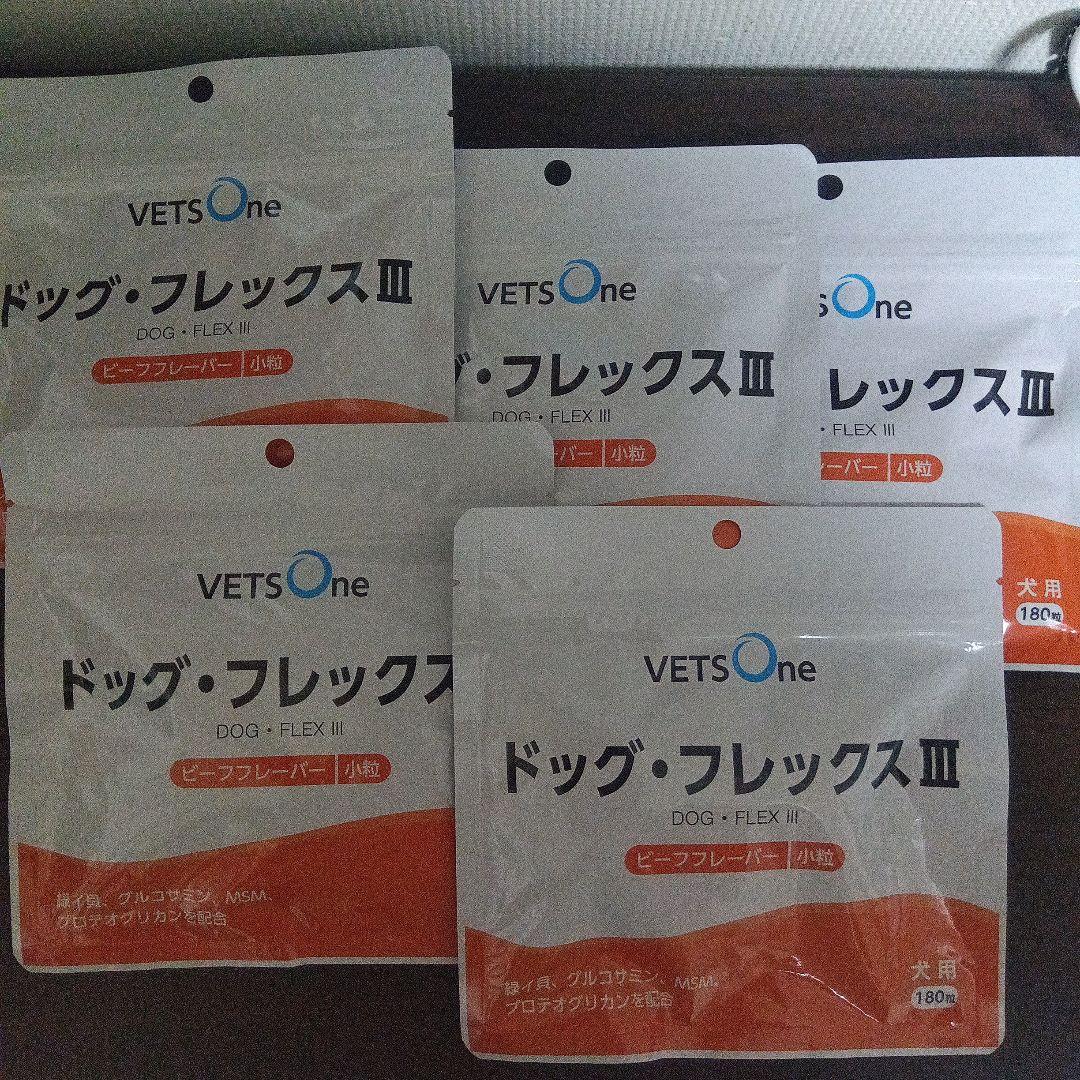 VETSOne
ドッグ・フレックスⅢ
DOG・FLEX III
ビーフフレーバー 小粒
VETSOne
グ・フレックスⅢ
DOG・FLEX III
ーバー 小粒
sOne
レックスⅢ
・FLEX III
ーバー 小粒
犬用
180粒
VETSOne
ドッグ・フレックス
DOG・FLEX III
ビーフフレーバー 小粒
緑イ貝、グルコサミン、MSM、
プロテオグリカンを配合
VETSOne
ドッグ・フレックスⅢ
DOG・FLEX III
ビーフフレーバー 小粒
緑イ貝、グルコサミン、MSM、
プロテオグリカンを配合
犬用
180粒